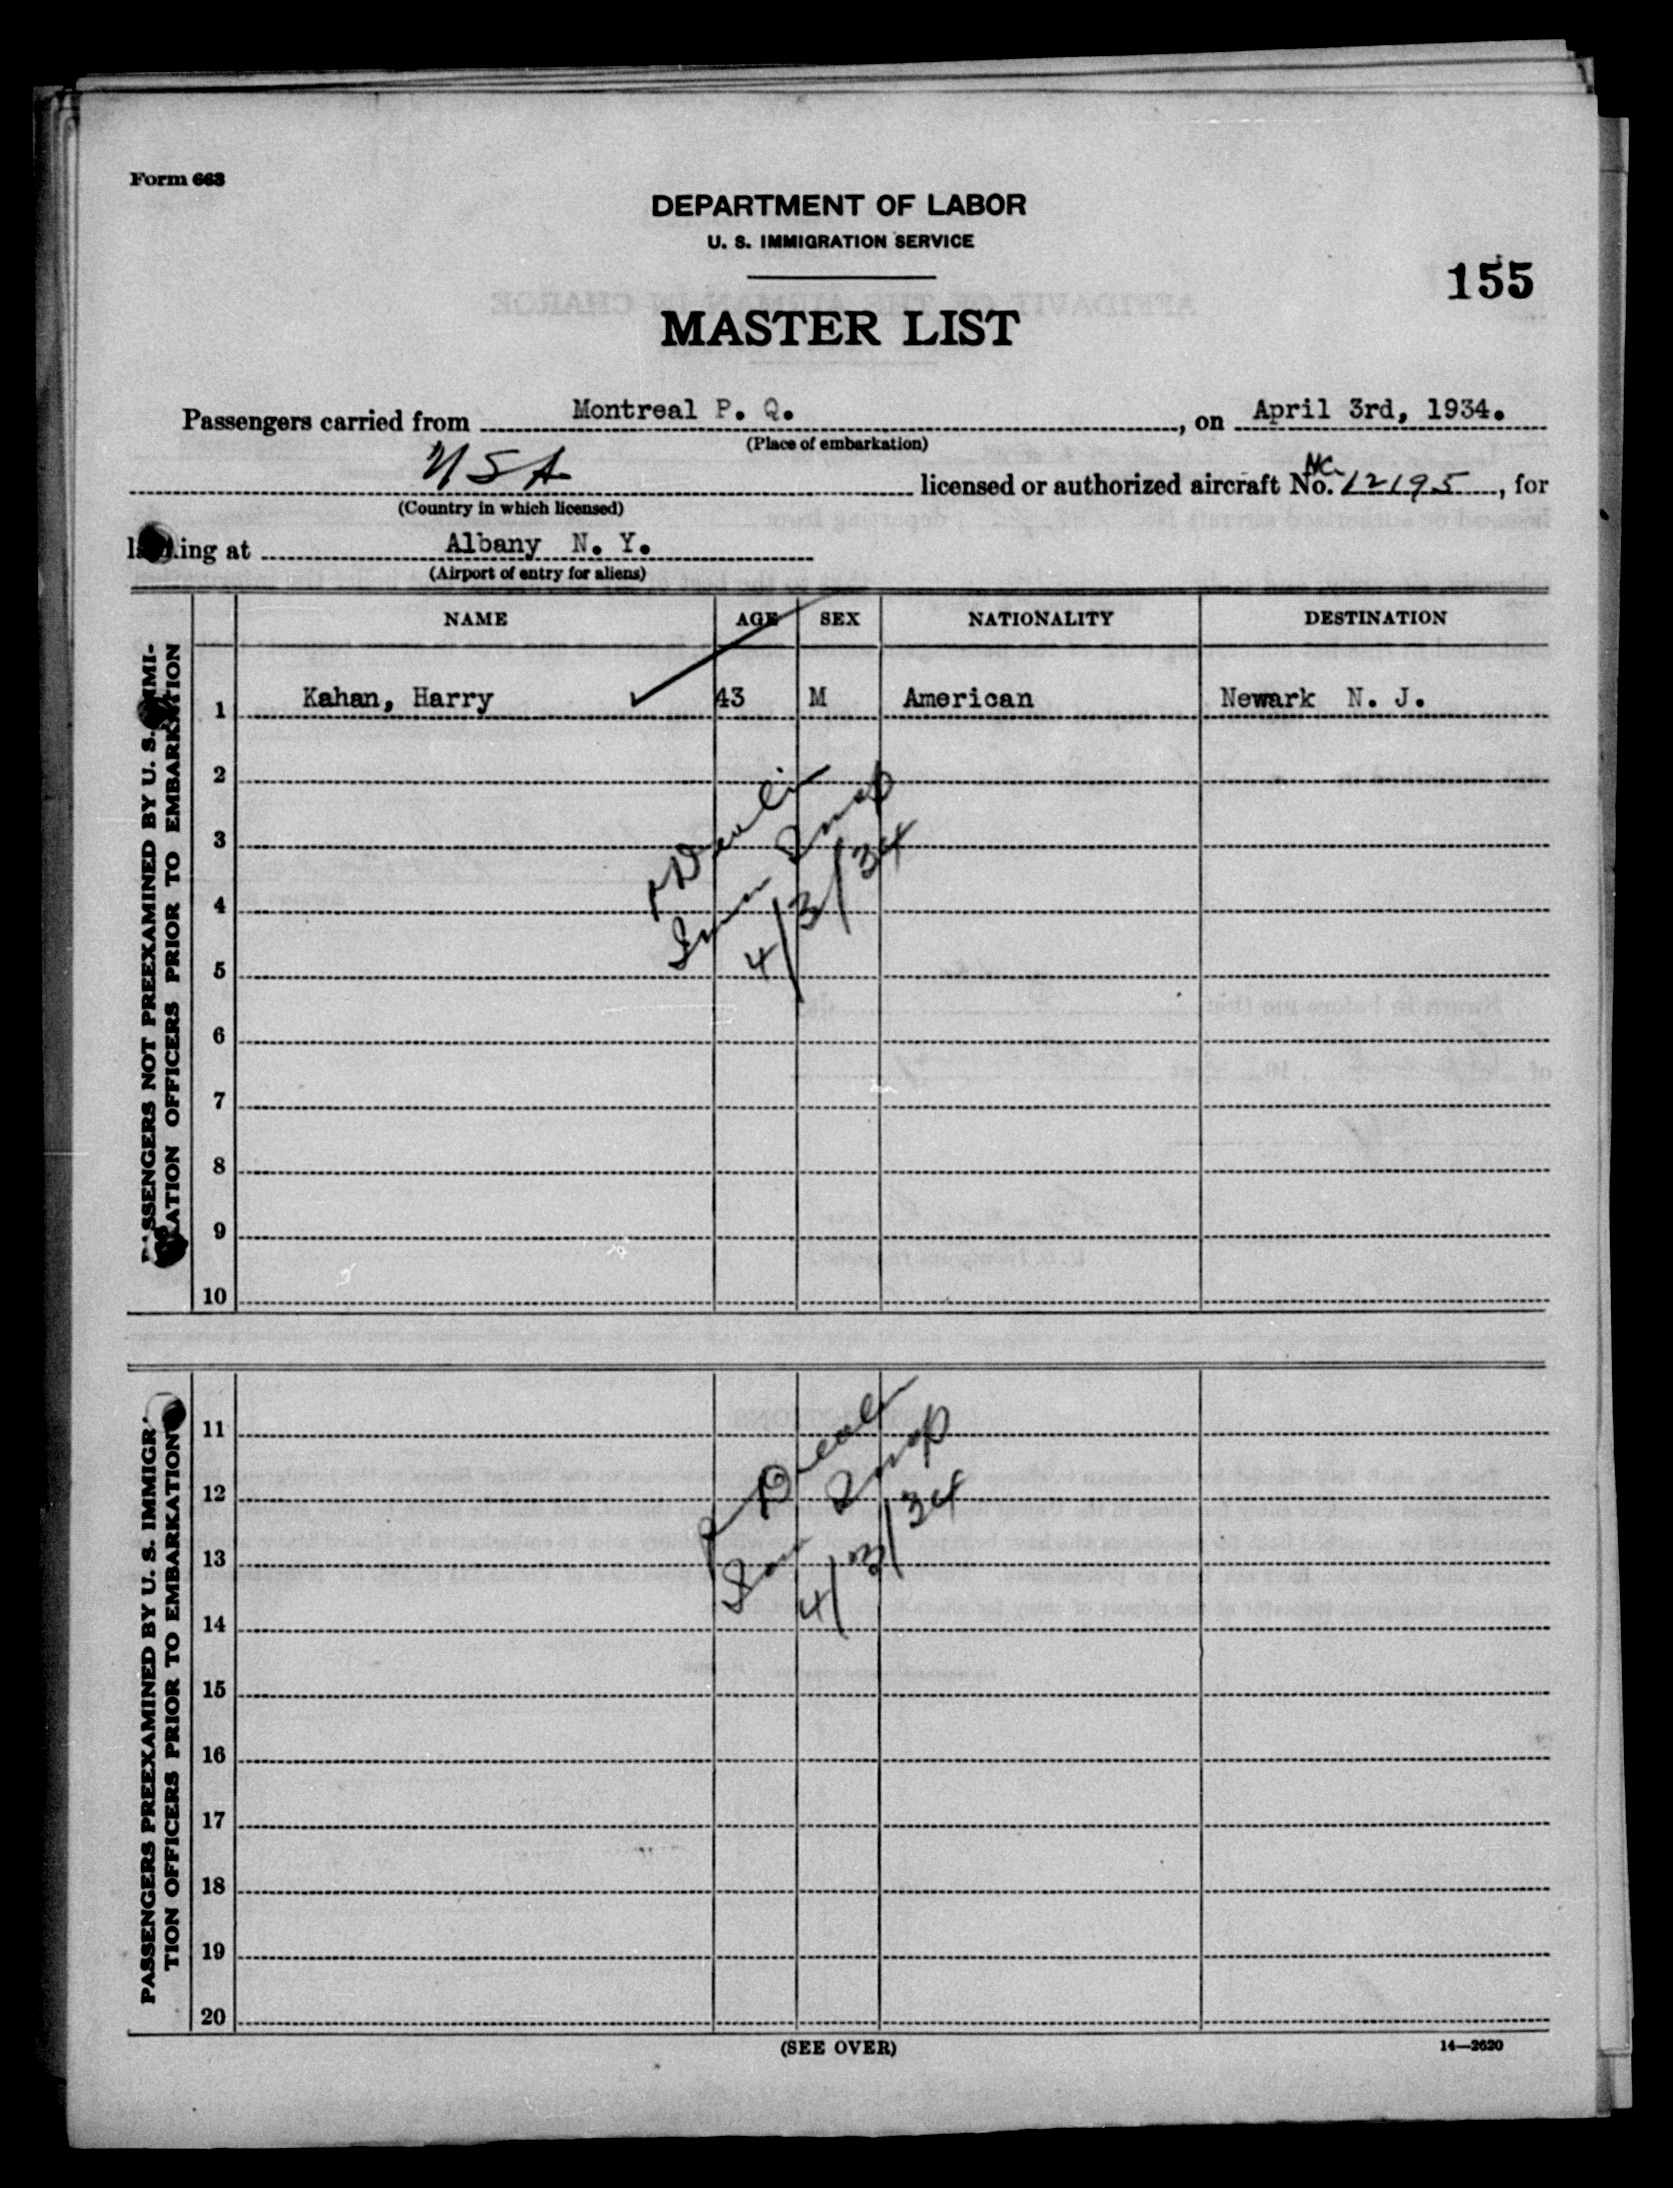 Form 663
DEPARTMENT OF LABOR
U. S. IMMIGRATION SERVICE
155
MASTER LIST
Passengers carried from Montreal P. Q., on April 3rd, 1934.
(Place of embarkation)
USA licensed or authorized aircraft No. NC 12195, for
(Country in which licensed)
landing at Albany N. Y.
(Airport of entry for aliens)
NAME AGE SEX NATIONALITY DESTINATION
PASSENGERS NOT PREEXAMINED BY U. S. IMMI-
GRATION OFFICERS PRIOR TO EMBARKATION
1 Kahan, Harry 43 M American Newark N. J.
2
3
4
5
6
7
8
9
10
Insp
4/3/34
PASSENGERS PREEXAMINED BY U. S. IMMIGRA-
TION OFFICERS PRIOR TO EMBARKATION
11
12
13
14
15
16
17
18
19
20
Insp
4/3/34
(SEE OVER)
14—2620